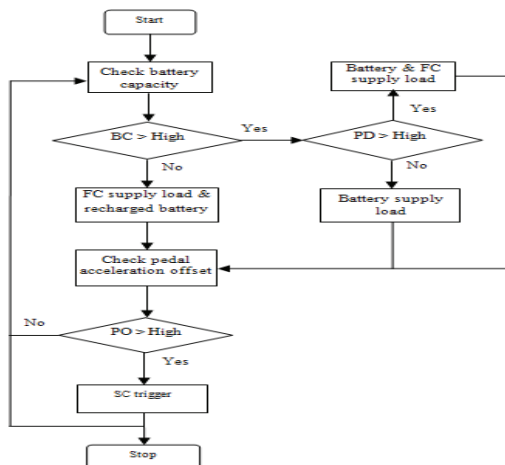 Start
Check battery
capacity
Battery & FC
supply load
BC > High
Yes
PD > High
Yes
No
No
FC supply load &
recharged battery
Battery supply
load
Check pedal
acceleration offset
No
PO > High
Yes
SC trigger
Stop